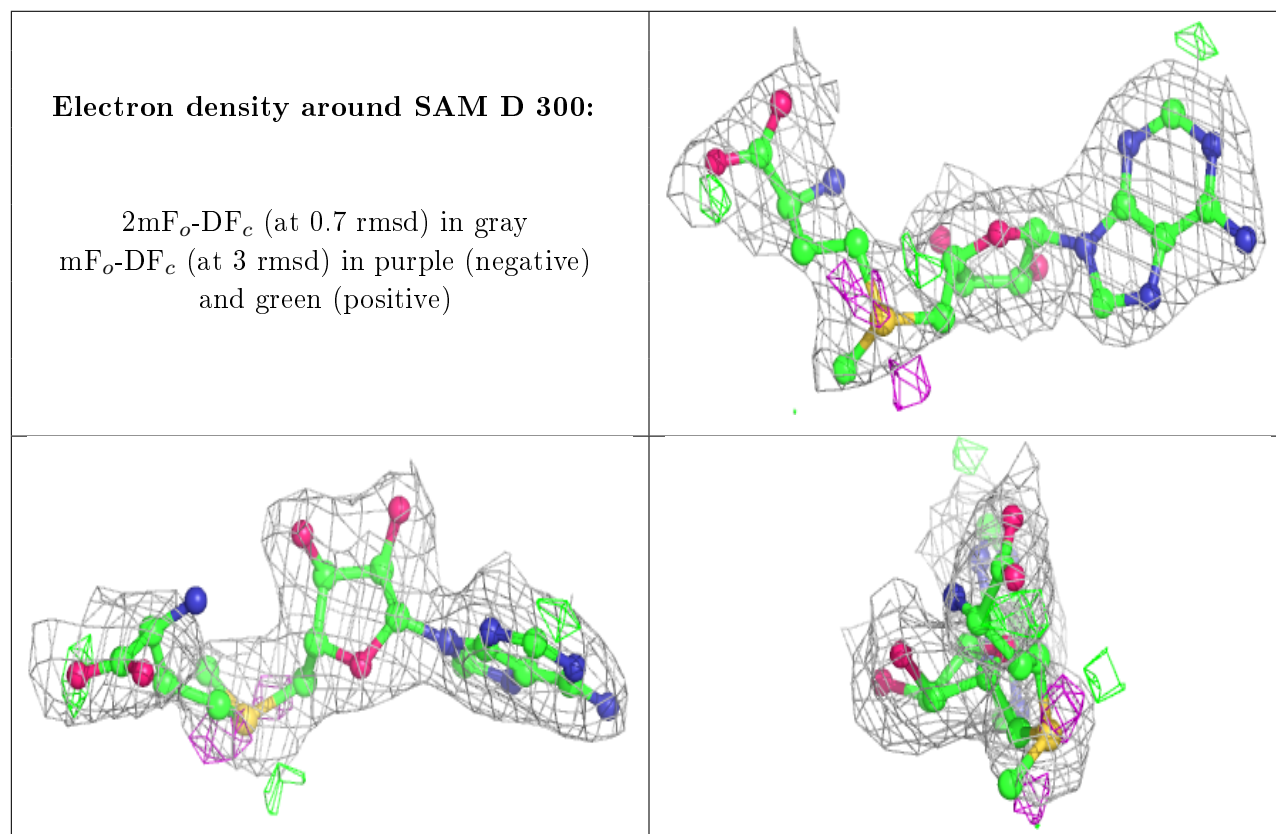 Electron density around SAM D 300:
2mFₒ-DF𝒸 (at 0.7 rmsd) in gray
mFₒ-DF𝒸 (at 3 rmsd) in purple (negative)
and green (positive)